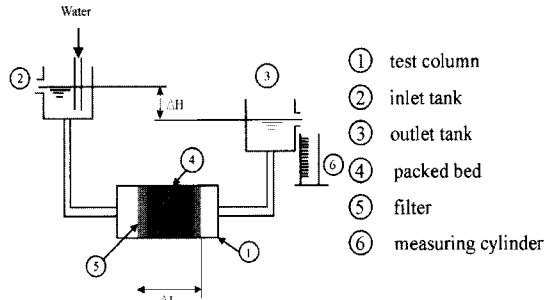 Water
2
ΔH
3
4
6
5
1
1 test column
2 inlet tank
3 outlet tank
4 packed bed
5 filter
6 measuring cylinder